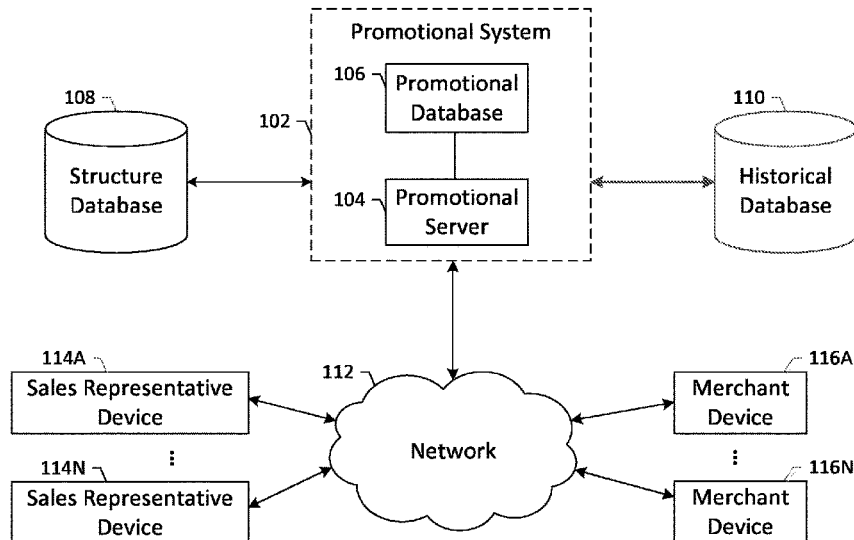 Promotional System
106
Promotional
Database
108
102
110
Structure
Database
104
Promotional
Server
Historical
Database
114A
Sales Representative
Device
112
116A
Merchant
Device
Network
⋮
⋮
114N
Sales Representative
Device
116N
Merchant
Device